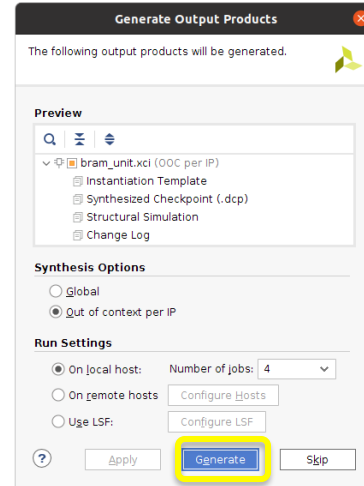 Generate Output Products
The following output products will be generated.
Preview
bram_unit.xci (OOC per IP)
Instantiation Template
Synthesized Checkpoint (.dcp)
Structural Simulation
Change Log
Synthesis Options
Global
Out of context per IP
Run Settings
On local host: Number of jobs: 4
On remote hosts Configure Hosts
Use LSF: Configure LSF
? Apply Generate Skip